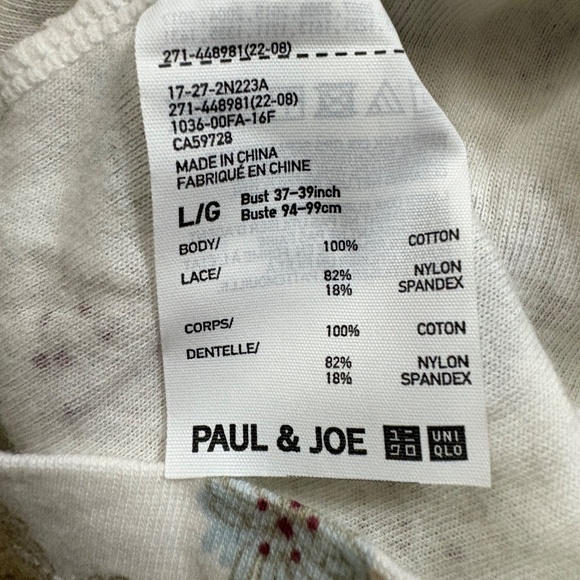 271-448981(22-08)
17-27-2N223A
271-448981(22-08)
1036-00FA-16F
CA59728
MADE IN CHINA
FABRIQUÉ EN CHINE
L/G Bust 37-39inch
Buste 94-99cm
BODY/ 100% COTTON
LACE/ 82% NYLON
18% SPANDEX
CORPS/ 100% COTON
DENTELLE/ 82% NYLON
18% SPANDEX
PAUL & JOE ユニクロ UNIQLO